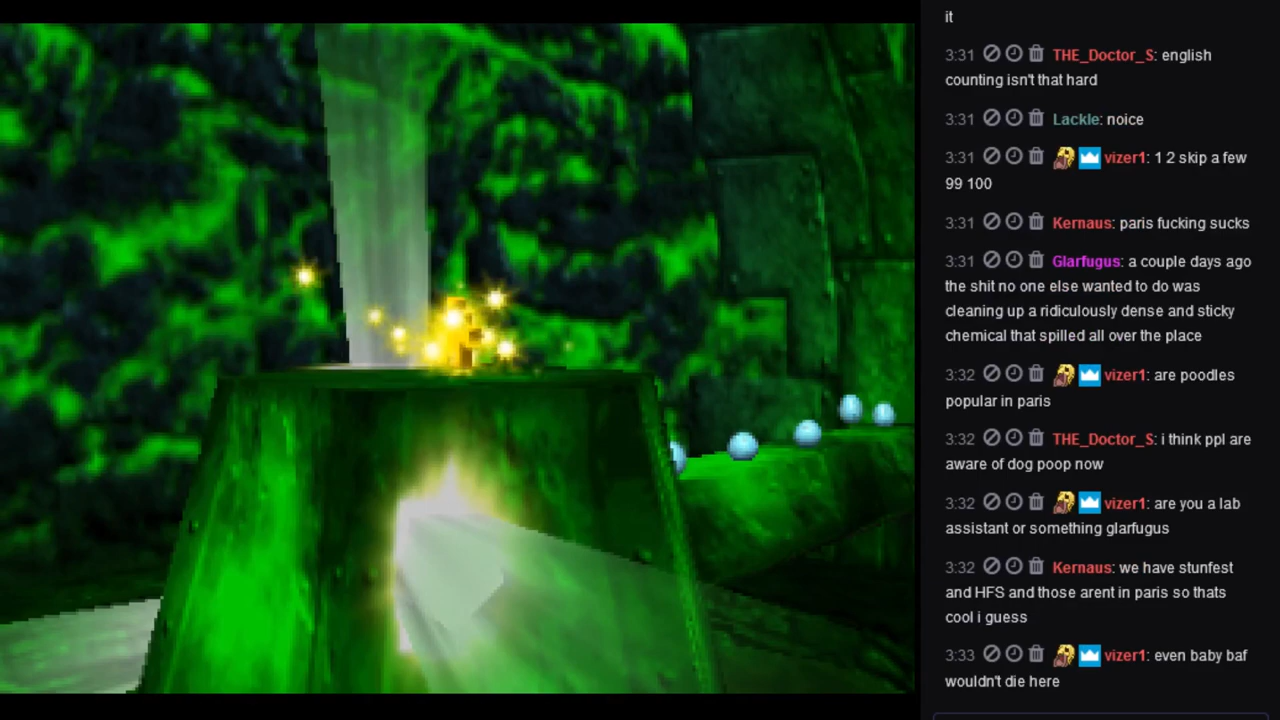 it
3:31 THE_Doctor_S: english
counting isn't that hard
3:31 Lackle: noice
3:31 vizer1: 1 2 skip a few
99 100
3:31 Kernaus: paris fucking sucks
3:31 Glarfugus: a couple days ago
the shit no one else wanted to do was
cleaning up a ridiculously dense and sticky
chemical that spilled all over the place
3:32 vizer1: are poodles
popular in paris
3:32 THE_Doctor_S: i think ppl are
aware of dog poop now
3:32 vizer1: are you a lab
assistant or something glarfugus
3:32 Kernaus: we have stunfest
and HFS and those arent in paris so thats
cool i guess
3:33 vizer1: even baby baf
wouldn't die here